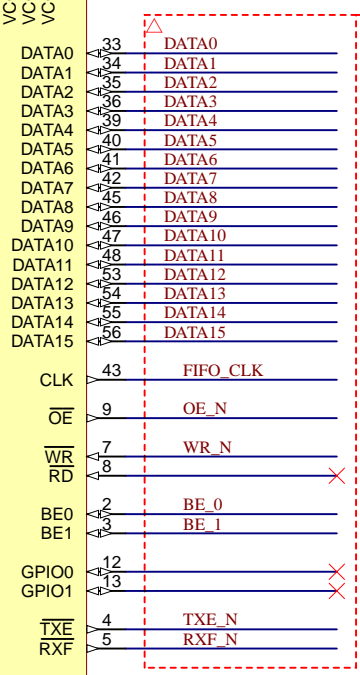 VC
VC
VC
DATA0 33 DATA0
DATA1 34 DATA1
DATA2 35 DATA2
DATA3 36 DATA3
DATA4 39 DATA4
DATA5 40 DATA5
DATA6 41 DATA6
DATA7 42 DATA7
DATA8 45 DATA8
DATA9 46 DATA9
DATA10 47 DATA10
DATA11 48 DATA11
DATA12 53 DATA12
DATA13 54 DATA13
DATA14 55 DATA14
DATA15 56 DATA15
CLK 43 FIFO_CLK
OE 9 OE_N
WR 7 WR_N
RD 8
BE0 2 BE_0
BE1 3 BE_1
GPIO0 12
GPIO1 13
TXE 4 TXE_N
RXF 5 RXF_N